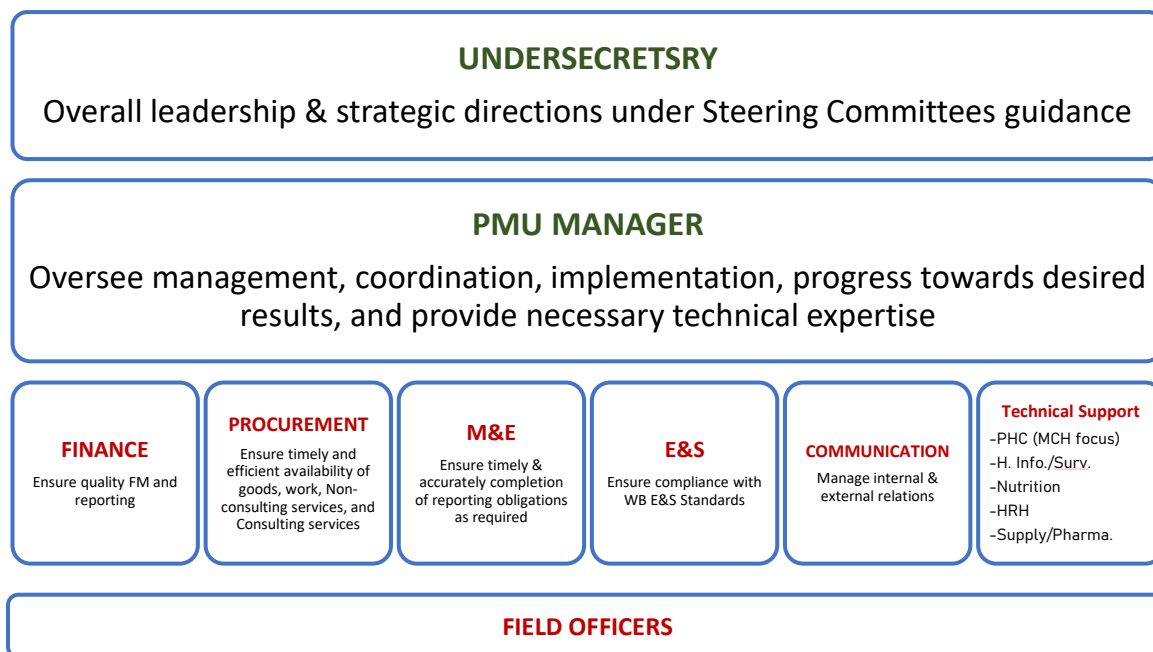 UNDERSECRETSRY
Overall leadership & strategic directions under Steering Committees guidance
PMU MANAGER
Oversee management, coordination, implementation, progress towards desired
results, and provide necessary technical expertise
FINANCE
Ensure quality FM and
reporting
PROCUREMENT
Ensure timely and
efficient availability of
goods, work, Non-
consulting services, and
Consulting services
M&E
Ensure timely &
accurately completion
of reporting obligations
as required
E&S
Ensure compliance with
WB E&S Standards
COMMUNICATION
Manage internal &
external relations
Technical Support
-PHC (MCH focus)
-H. Info./Surv.
-Nutrition
-HRH
-Supply/Pharma.
FIELD OFFICERS